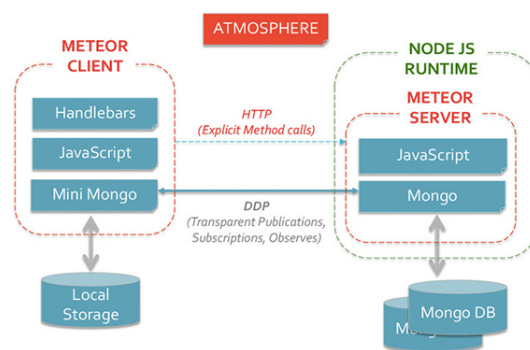 ATMOSPHERE
METEOR
CLIENT
Handlebars
JavaScript
Mini Mongo
Local
Storage
HTTP
(Explicit Method calls)
DDP
(Transparent Publications,
Subscriptions, Observes)
NODE JS
RUNTIME
METEOR
SERVER
JavaScript
Mongo
Mongo DB